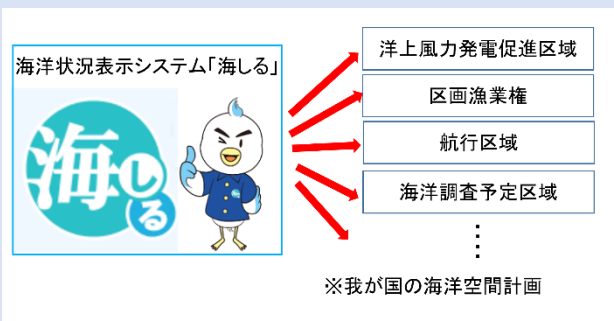 海洋状況表示システム「海しる」
海しる
洋上風力発電促進区域
区画漁業権
航行区域
海洋調査予定区域
⋮
※我が国の海洋空間計画